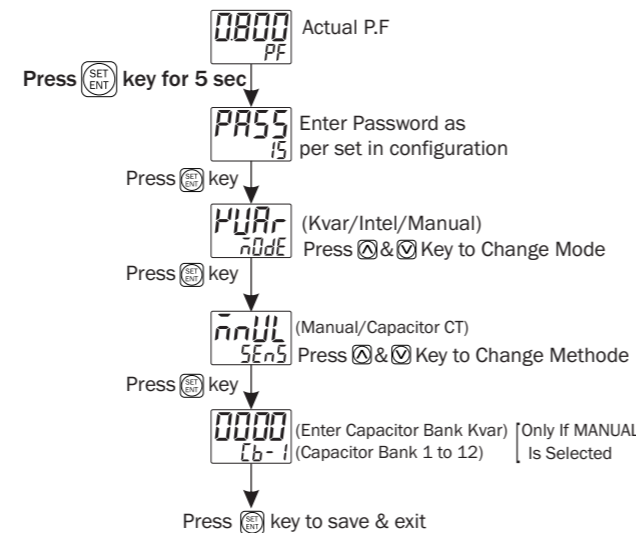 0.800 Actual P.F
PF
Press SET ENT key for 5 sec
PASS Enter Password as
15 per set in configuration
Press SET ENT key
KVAr (Kvar/Intel/Manual)
modE Press & Key to Change Mode
Press SET ENT key
mnUL (Manual/Capacitor CT)
SEnS Press & Key to Change Methode
Press SET ENT key
0000 (Enter Capacitor Bank Kvar) [Only If MANUAL
Cb-1 (Capacitor Bank 1 to 12) Is Selected
Press SET ENT key to save & exit